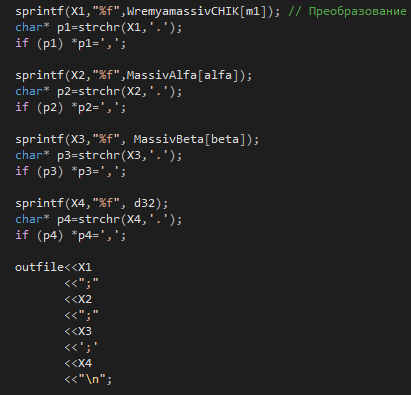 sprintf(X1,"%f",WremyamassivCHIK[m1]); // Преобразование
char* p1=strchr(X1,'.');
if (p1) *p1=',';
sprintf(X2,"%f",MassivAlfa[alfa]);
char* p2=strchr(X2,'.');
if (p2) *p2=',';
sprintf(X3,"%f", MassivBeta[beta]);
char* p3=strchr(X3,'.');
if (p3) *p3=',';
sprintf(X4,"%f", d32);
char* p4=strchr(X4,'.');
if (p4) *p4=',';
outfile<<X1
<<";"
<<X2
<<";"
<<X3
<<';'
<<X4
<<"\n";